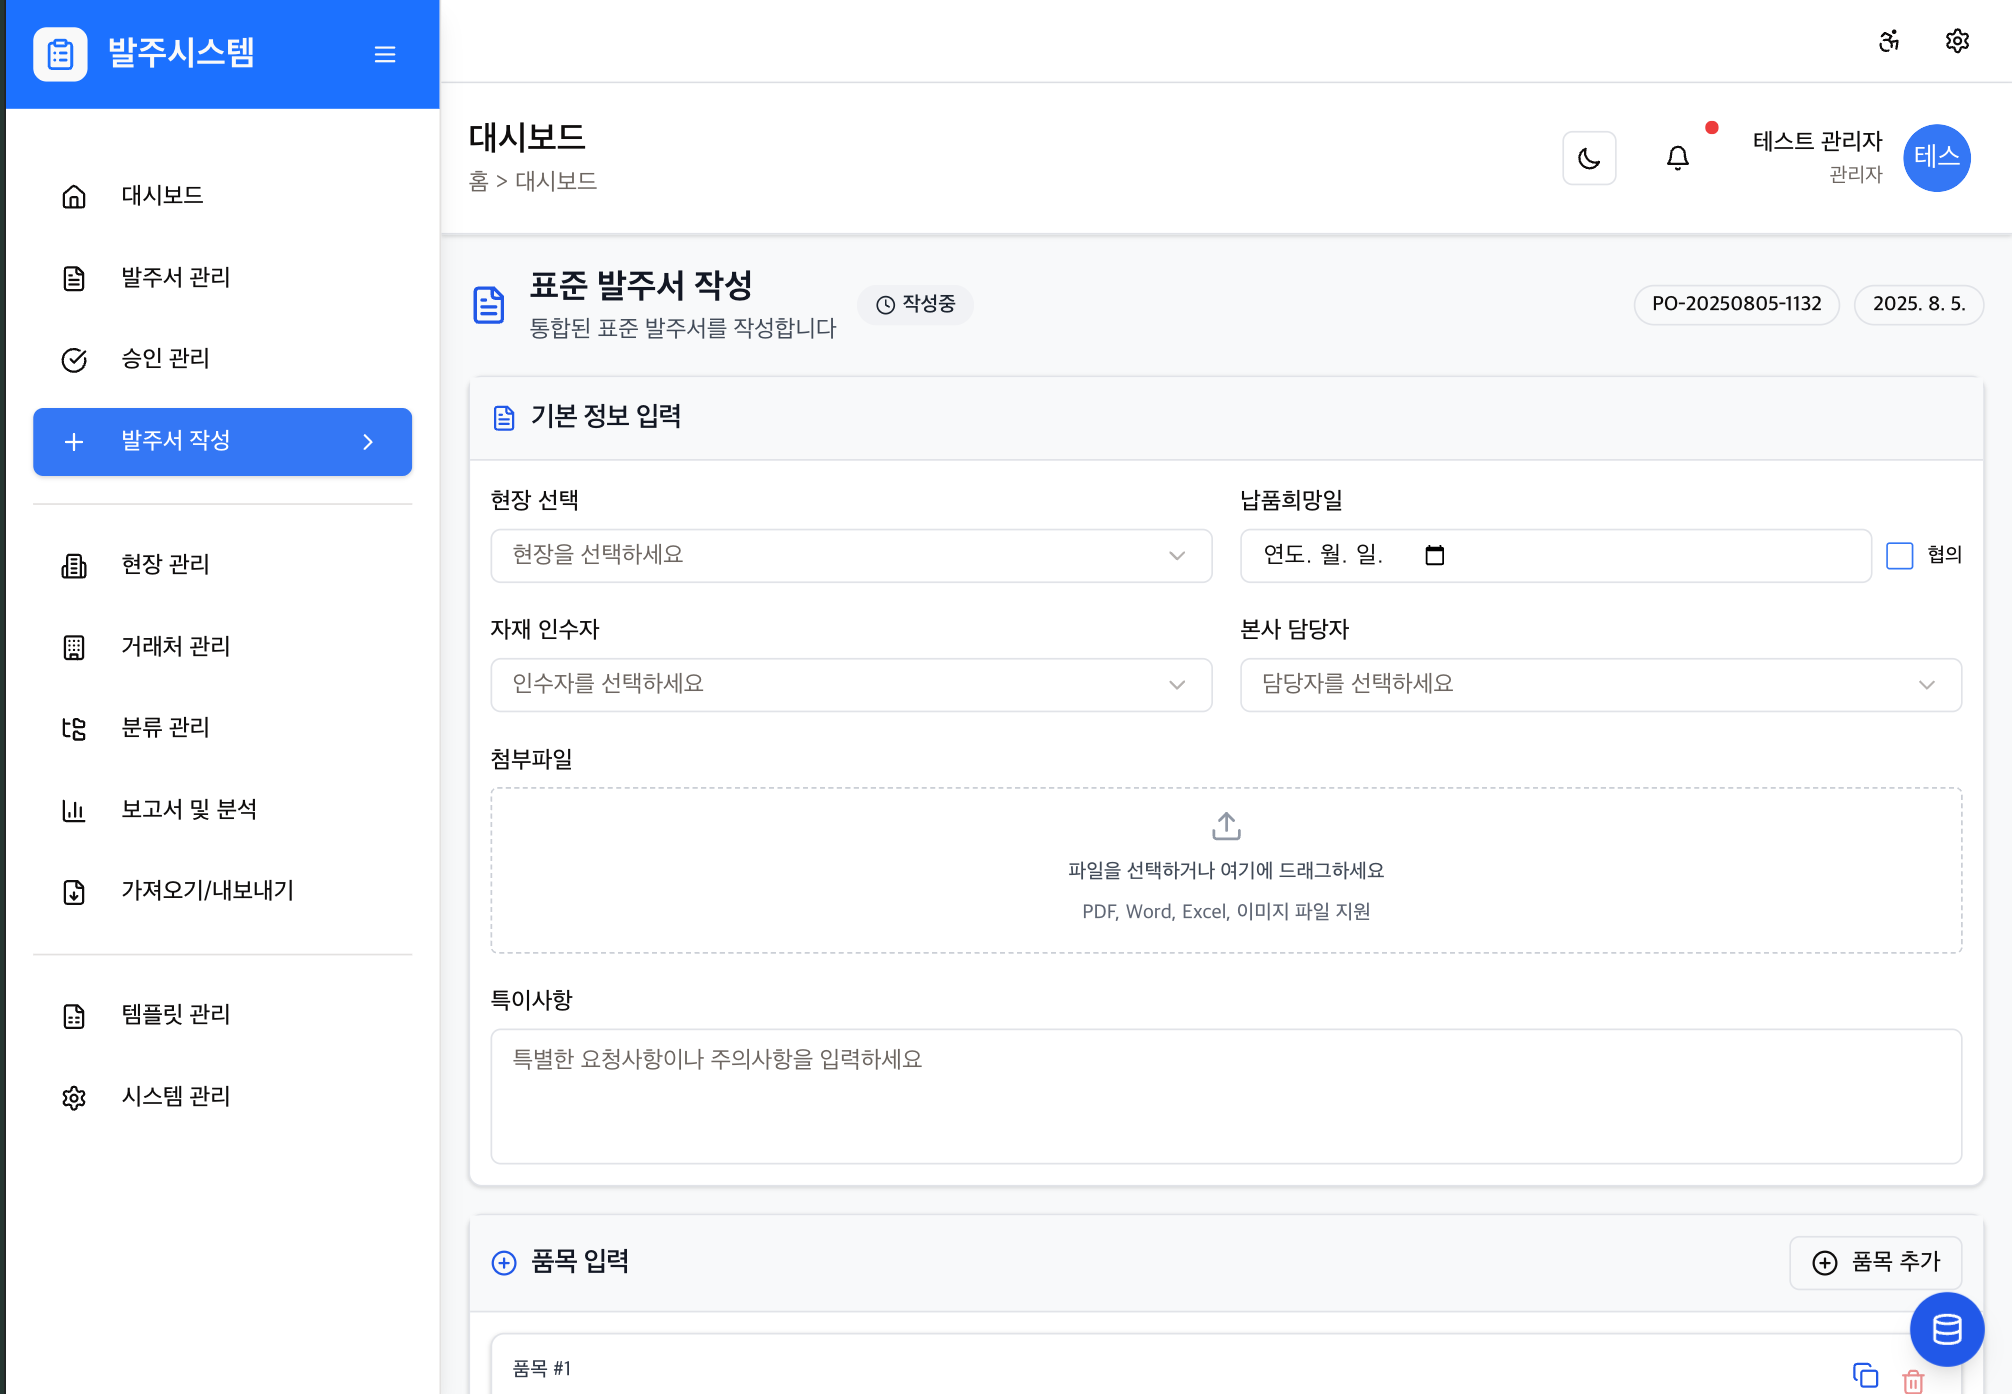 발주시스템
대시보드
발주서 관리
승인 관리
발주서 작성
현장 관리
거래처 관리
분류 관리
보고서 및 분석
가져오기/내보내기
템플릿 관리
시스템 관리
대시보드
홈 > 대시보드
테스트 관리자
관리자
테스
표준 발주서 작성
통합된 표준 발주서를 작성합니다
작성중
PO-20250805-1132
2025. 8. 5.
기본 정보 입력
현장 선택
현장을 선택하세요
납품희망일
연도. 월. 일.
협의
자재 인수자
인수자를 선택하세요
본사 담당자
담당자를 선택하세요
첨부파일
파일을 선택하거나 여기에 드래그하세요
PDF, Word, Excel, 이미지 파일 지원
특이사항
특별한 요청사항이나 주의사항을 입력하세요
품목 입력
품목 추가
품목 #1